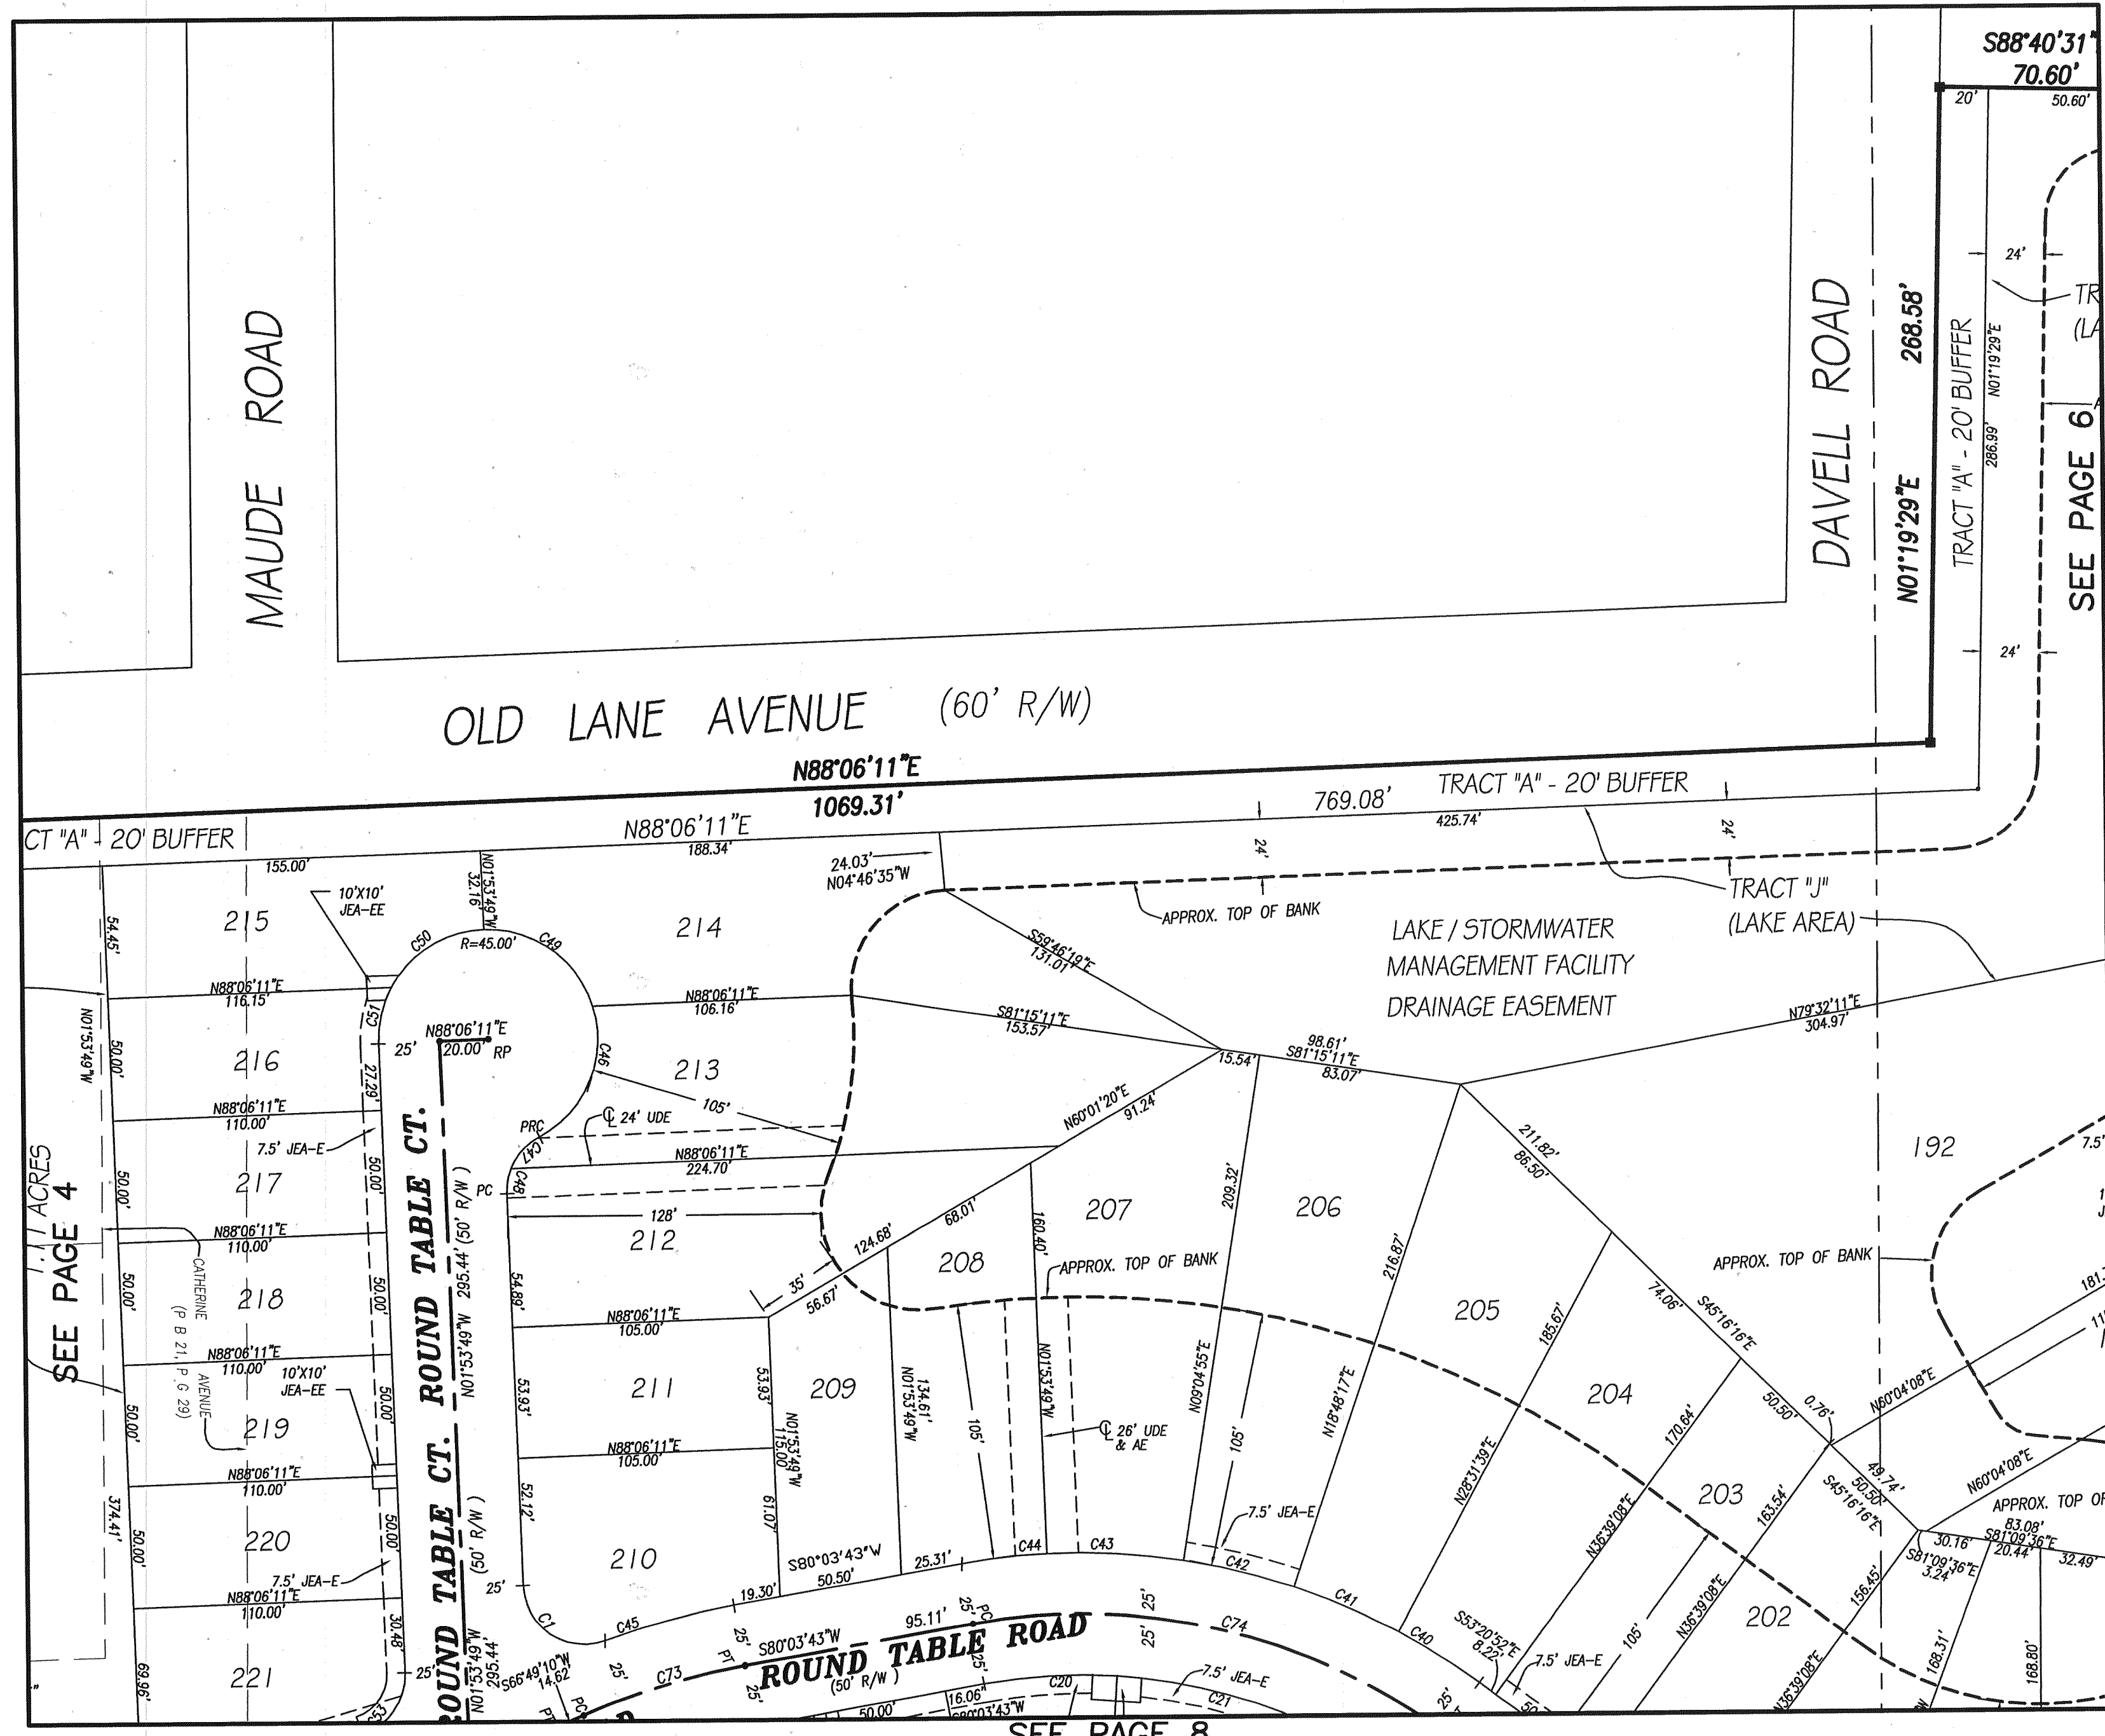 S88°40'31"
70.60'
20'
50.60'
MAUDE ROAD
DAVELL ROAD
N01°19'29"E 268.58'
TRACT "A" - 20' BUFFER
N01°19'29"E
286.99'
24'
24'
TR
(LA
SEE PAGE 6
OLD LANE AVENUE (60' R/W)
N88°06'11"E
1069.31'
TRACT "A" - 20' BUFFER
769.08'
425.74'
N88°06'11"E
188.34'
CT "A" - 20' BUFFER
155.00'
24.03'
N04°46'35"W
24'
24'
TRACT "J"
(LAKE AREA)
APPROX. TOP OF BANK
LAKE / STORMWATER
MANAGEMENT FACILITY
DRAINAGE EASEMENT
10'X10'
JEA-EE
N01°53'49"W
32.16'
215
54.45'
C50
R=45.00'
C49
214
S59°46'19"E
131.01'
N88°06'11"E
116.15'
C51
N88°06'11"E
106.16'
S81°15'11"E
153.57'
N79°32'11"E
304.97'
N01°53'49"W
50.00'
216
25'
N88°06'11"E
20.00'
RP
C46
213
105'
15.54'
98.61'
S81°15'11"E
83.07'
27.29'
N88°06'11"E
110.00'
7.5' JEA-E
PRC
C47
℄ 24' UDE
N60°01'20"E
91.24'
N88°06'11"E
224.70'
C48
PC
211.82'
86.50'
192
7.5'
1.11 ACRES
SEE PAGE 4
50.00'
217
50.00'
N88°06'11"E
110.00'
128'
212
124.68'
68.01'
160.40'
207
209.32'
206
216.87'
208
APPROX. TOP OF BANK
APPROX. TOP OF BANK
CATHERINE AVENUE
(P B 21, P G 29)
50.00'
218
50.00'
54.89'
35'
56.67'
N88°06'11"E
105.00'
205
185.67'
74.06'
S45°16'16"E
181.
11
N88°06'11"E
110.00'
10'X10'
JEA-EE
50.00'
219
50.00'
ROUND TABLE CT. ROUND TABLE CT.
N01°53'49"W 295.44' (50' R/W )
53.93'
211
53.93'
209
134.61'
N01°53'49"W
105'
N01°53'49"W
℄ 26' UDE
& AE
N09°04'55"E
105'
N18°48'17"E
204
170.64'
50.50'
0.76'
N60°04'08"E
N88°06'11"E
105.00'
N01°53'49"W
115.00'
N88°06'11"E
110.00'
374.41'
50.00'
220
50.00'
(50' R/W )
52.12'
61.07'
N28°31'39"E
203
163.54'
49.74'
50.50'
S45°16'16"E
N60°04'08"E
APPROX. TOP OF
7.5' JEA-E
N36°39'08"E
83.08'
S81°09'36"E
30.16'
20.44'
32.49'
S81°09'36"E
3.24'
7.5' JEA-E
N88°06'11"E
110.00'
25'
210
S80°03'43"W
50.50'
25.31'
C44
C43
C42
C41
156.45'
19.30'
C1
C45
30.48'
25'
221
69.96'
C53
N01°53'49"W
295.44'
S66°49'10"W
14.62'
PT
PC
25'
C73
25'
PT
25'
S80°03'43"W
95.11'
25'
PC
25'
ROUND TABLE ROAD
(50' R/W )
25'
25'
C74
C40
S53°20'52"E
8.22'
7.5' JEA-E
105'
N36°39'08"E
202
N36°39'08"E
168.31'
168.80'
25'
50.
50.00'
16.06'
S80°03'43"W
C20
C21
7.5' JEA-E
SEE PAGE 8